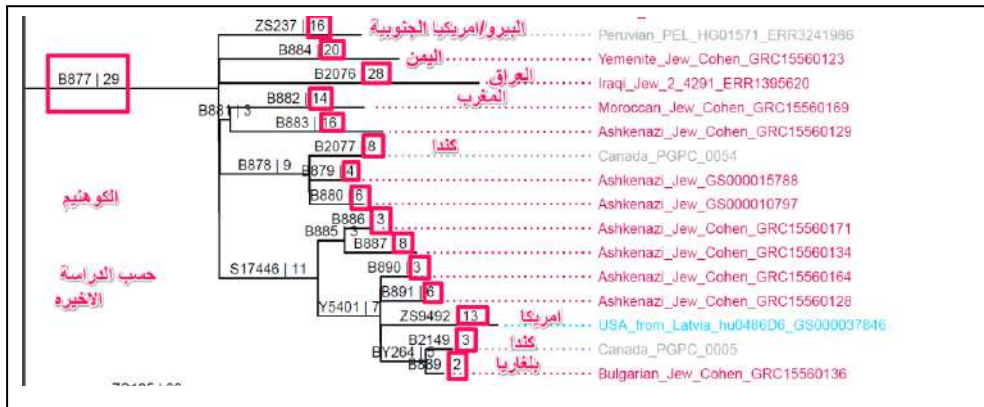 ZS237 | 16 البيرو/امريكيا الجنوبية Peruvian_PEL_HG01571_ERR3241986
B884 | 20 اليمن Yemenite_Jew_Cohen_GRC15560123
B877 | 29 B2076 | 28 العراق Iraqi_Jew_2_4291_ERR1395620
B882 | 14 المغرب Moroccan_Jew_Cohen_GRC15560169
B881 | 3
B883 | 16 Ashkenazi_Jew_Cohen_GRC15560129
B2077 | 8 كندا Canada_PGPC_0054
B878 | 9 B879 | 4 Ashkenazi_Jew_GS000015788
الكوهنيم B880 | 6 Ashkenazi_Jew_GS000010797
B886 | 3 Ashkenazi_Jew_Cohen_GRC15560171
B885 | 3
B887 | 8 Ashkenazi_Jew_Cohen_GRC15560134
حسب الدراسة S17446 | 11 B890 | 3 Ashkenazi_Jew_Cohen_GRC15560164
الاخيره B891 | 6 Ashkenazi_Jew_Cohen_GRC15560128
Y5401 | 7
ZS9492 | 13 امريكا USA_from_Latvia_hu0486D6_GS000037846
B2149 | 3 كندا Canada_PGPC_0005
BY264 | 5
B889 | 2 بلغاريا Bulgarian_Jew_Cohen_GRC15560136